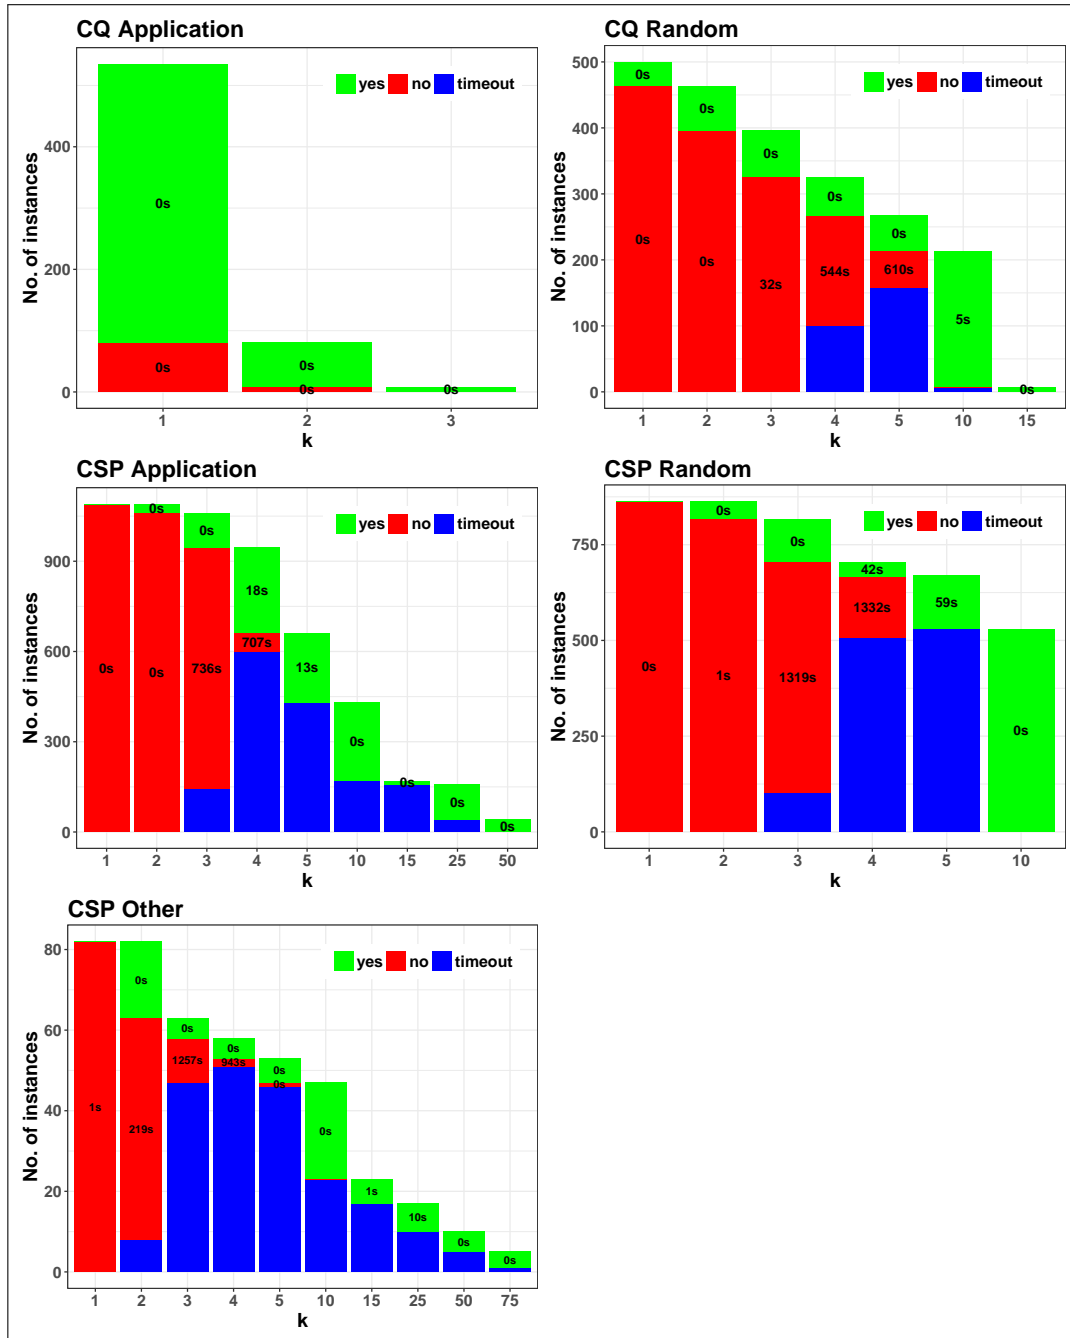 CQ Application
No. of instances
400
200
0
yes no timeout
0s
0s
0s
0s
0s
1 2 3
k
CQ Random
No. of instances
500
400
300
200
100
0
yes no timeout
0s
0s
0s
0s
0s
0s
0s
32s
544s
610s
5s
0s
1 2 3 4 5 10 15
k
CSP Application
No. of instances
900
600
300
0
yes no timeout
0s
0s
18s
0s
0s
736s
707s
13s
0s
0s
0s
0s
1 2 3 4 5 10 15 25 50
k
CSP Random
No. of instances
750
500
250
0
yes no timeout
0s
0s
42s
59s
0s
1s
1319s
1332s
0s
1 2 3 4 5 10
k
CSP Other
No. of instances
80
60
40
20
0
yes no timeout
0s
0s
0s
0s
1s
219s
1257s
943s
0s
0s
1s
10s
0s
0s
1 2 3 4 5 10 15 25 50 75
k